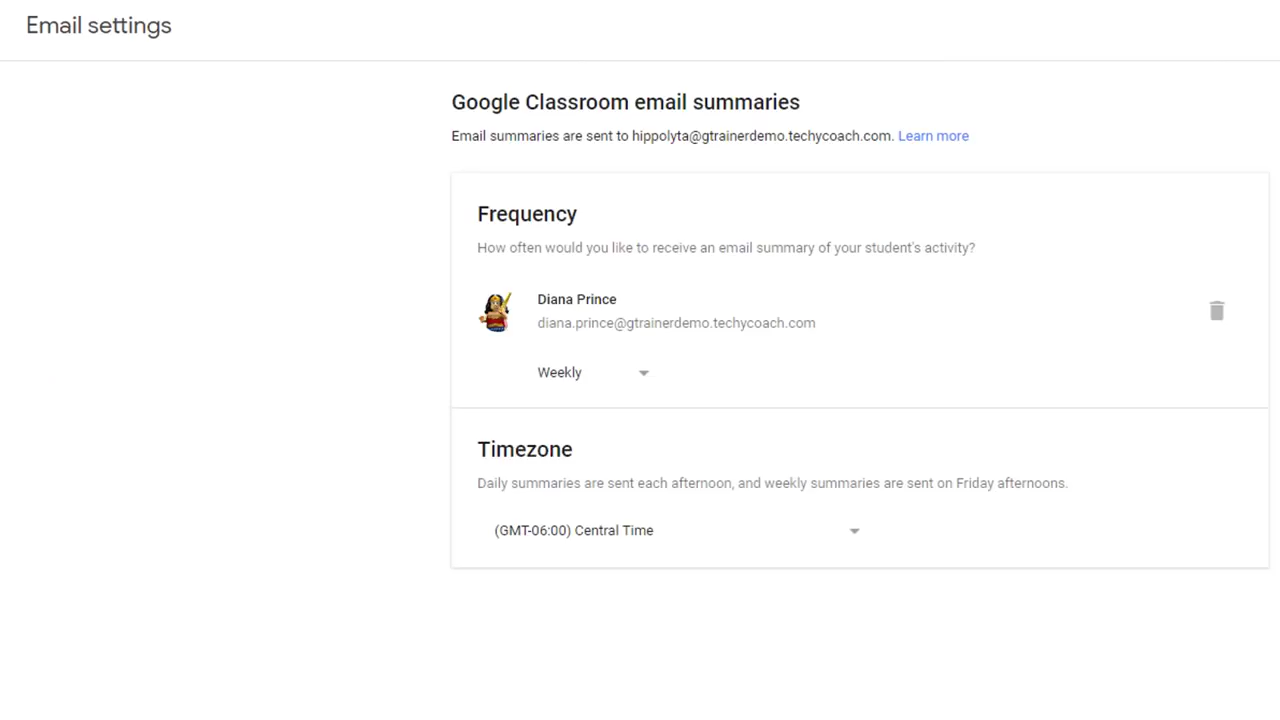 Email settings
Google Classroom email summaries
Email summaries are sent to hippolyta@gtrainerdemo.techycoach.com. Learn more
Frequency
How often would you like to receive an email summary of your student's activity?
Diana Prince
diana.prince@gtrainerdemo.techycoach.com
Weekly
Timezone
Daily summaries are sent each afternoon, and weekly summaries are sent on Friday afternoons.
(GMT-06:00) Central Time